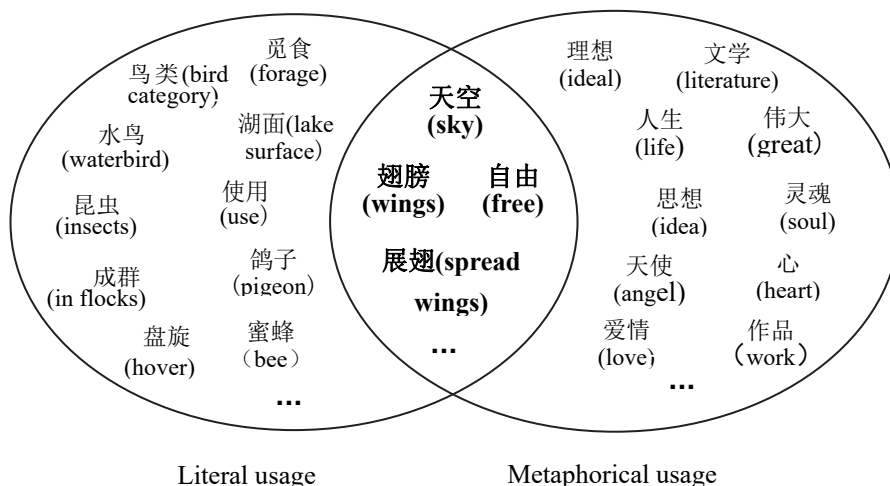 鸟类(bird
category)
觅食
(forage)
水鸟
(waterbird)
湖面(lake
surface)
昆虫
(insects)
使用
(use)
成群
(in flocks)
鸽子
(pigeon)
盘旋
(hover)
蜜蜂
（bee）
...
天空
(sky)
翅膀
(wings)
自由
(free)
展翅(spread
wings)
...
理想
(ideal)
文学
(literature)
人生
(life)
伟大
(great)
思想
(idea)
灵魂
(soul)
天使
(angel)
心
(heart)
爱情
(love)
作品
(work)
...
Literal usage
Metaphorical usage